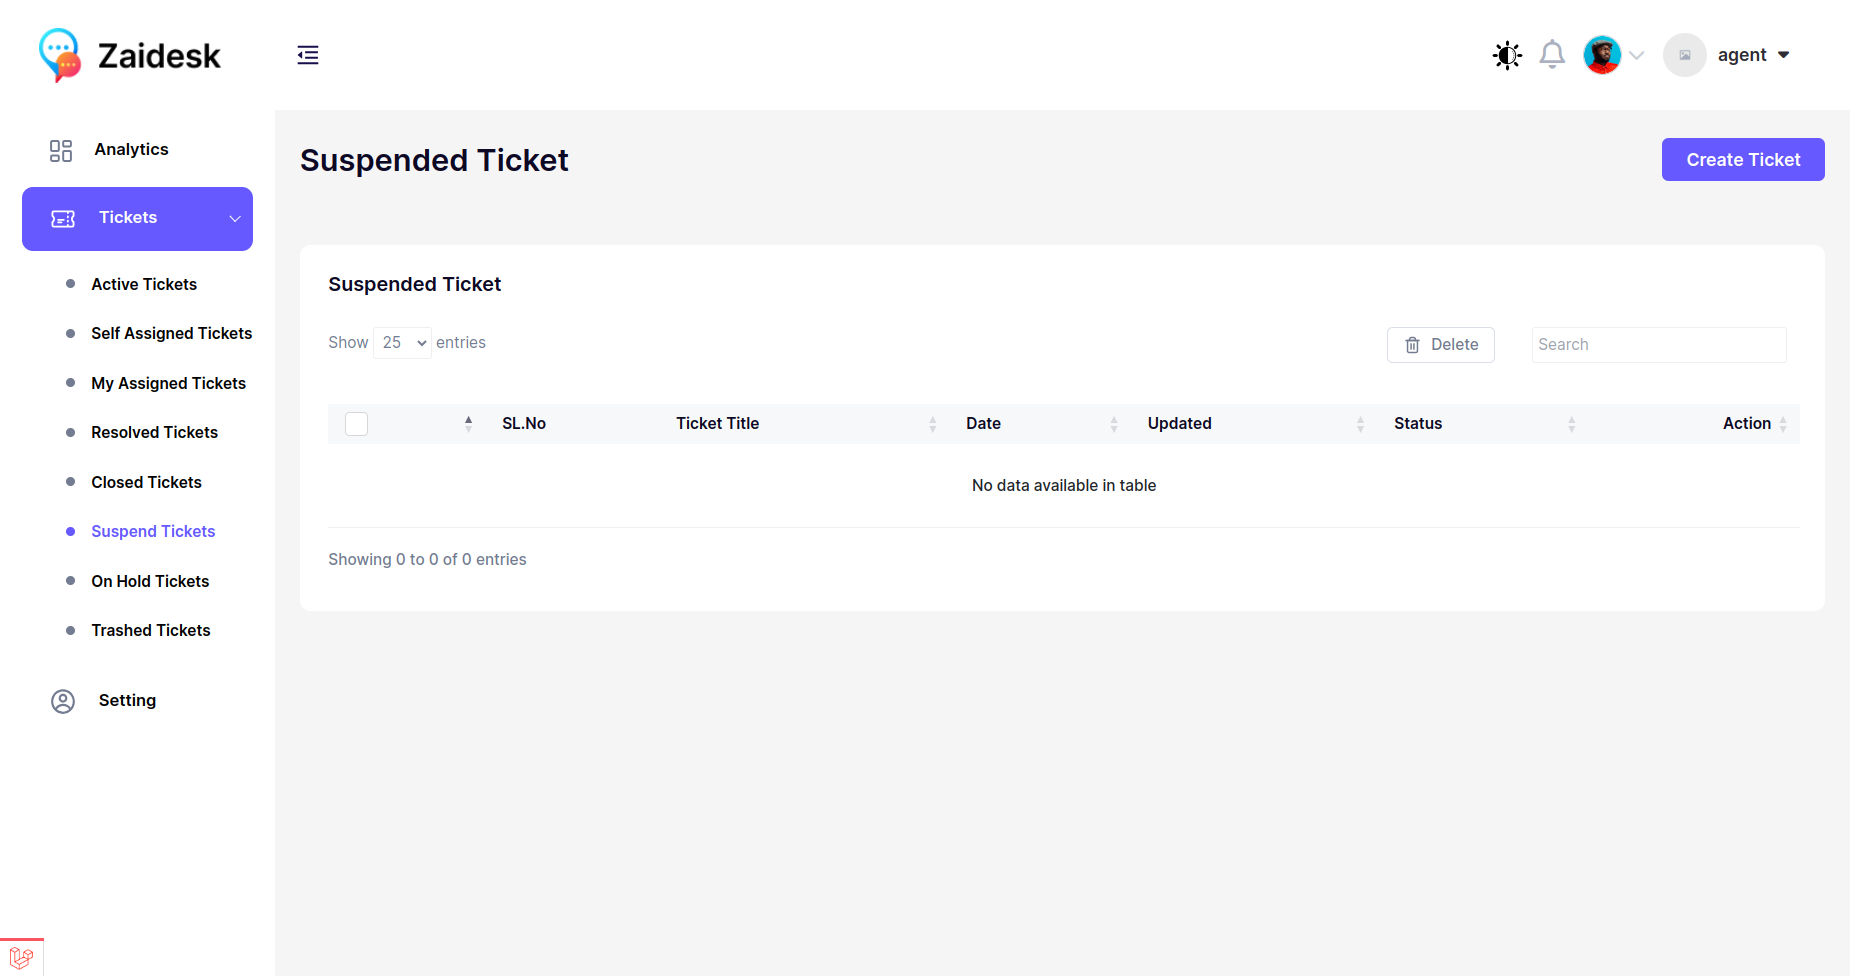 Zaidesk
agent
Analytics
Tickets
Active Tickets
Self Assigned Tickets
My Assigned Tickets
Resolved Tickets
Closed Tickets
Suspend Tickets
On Hold Tickets
Trashed Tickets
Setting
Suspended Ticket
Create Ticket
Suspended Ticket
Show 25 entries
Delete
Search
SL.No Ticket Title Date Updated Status Action
No data available in table
Showing 0 to 0 of 0 entries